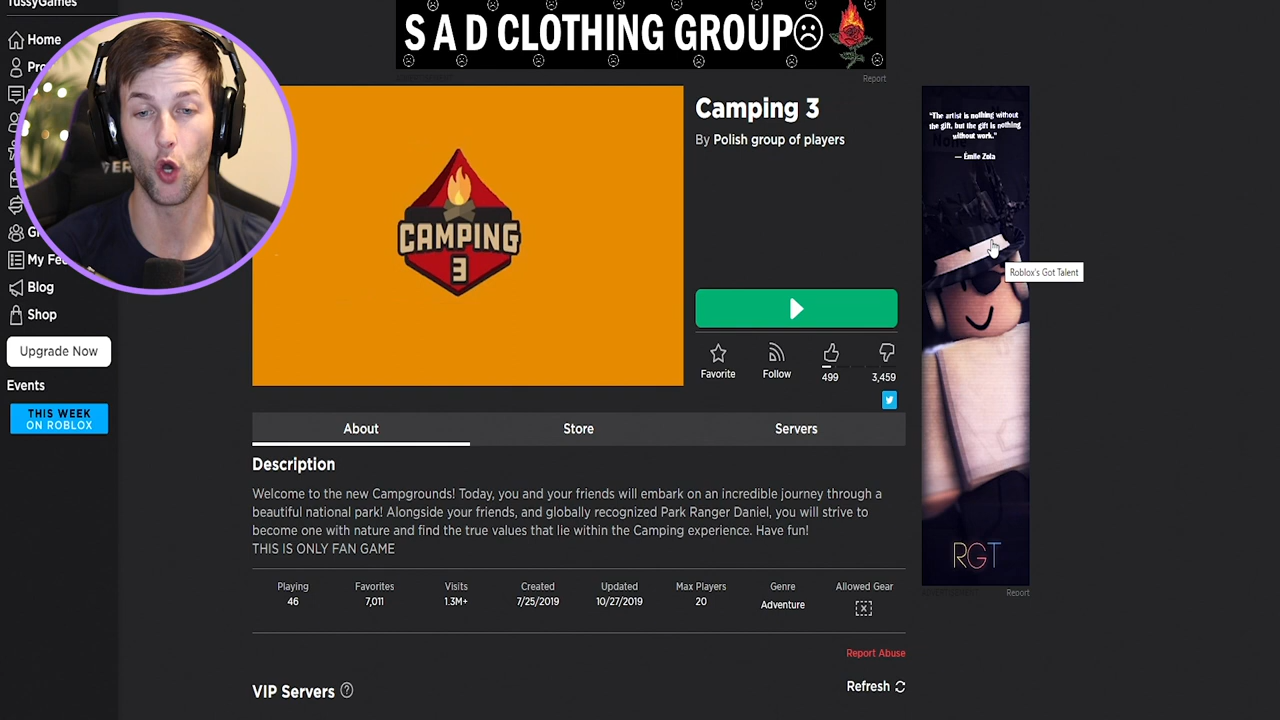 TussyGames
Home
Blog
Shop
Upgrade Now
Events
THIS WEEK
ON ROBLOX
S A D CLOTHING GROUP
Report
CAMPING
3
Camping 3
By Polish group of players
Favorite
Follow
499
3,459
About
Store
Servers
Description
Welcome to the new Campgrounds! Today, you and your friends will embark on an incredible journey through a
beautiful national park! Alongside your friends, and globally recognized Park Ranger Daniel, you will strive to
become one with nature and find the true values that lie within the Camping experience. Have fun!
THIS IS ONLY FAN GAME
Playing
46
Favorites
7,011
Visits
1.3M+
Created
7/25/2019
Updated
10/27/2019
Max Players
20
Genre
Adventure
Allowed Gear
Report Abuse
VIP Servers
Refresh
"The artist is nothing without
the gift, but the gift is nothing
without work."
— Émile Zola
Roblox's Got Talent
RGT
Report